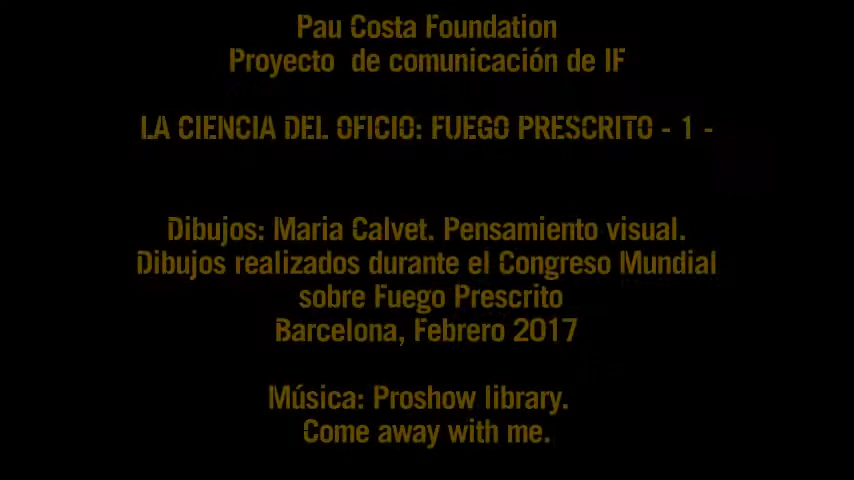 Pau Costa Foundation
Proyecto de comunicación de IF
LA CIENCIA DEL OFICIO: FUEGO PRESCRITO - 1 -
Dibujos: Maria Calvet. Pensamiento visual.
Dibujos realizados durante el Congreso Mundial
sobre Fuego Prescrito
Barcelona, Febrero 2017
Música: Proshow library.
Come away with me.